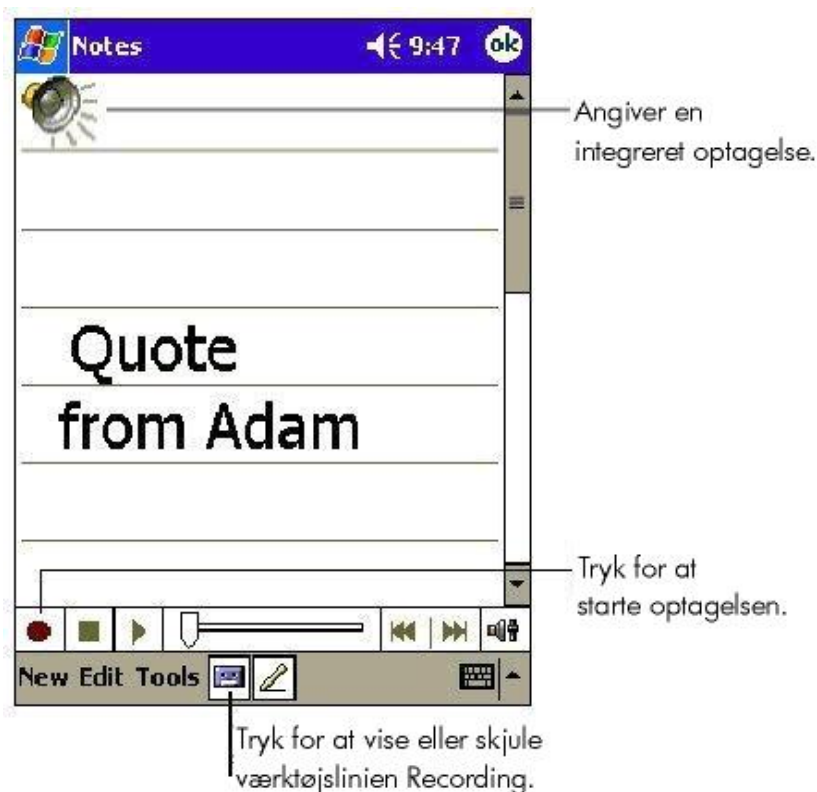 Notes 9:47 ok
Angiver en
integreret optagelse.
Quote
from Adam
Tryk for at
starte optagelsen.
New Edit Tools
Tryk for at vise eller skjule
værktøjslinien Recording.